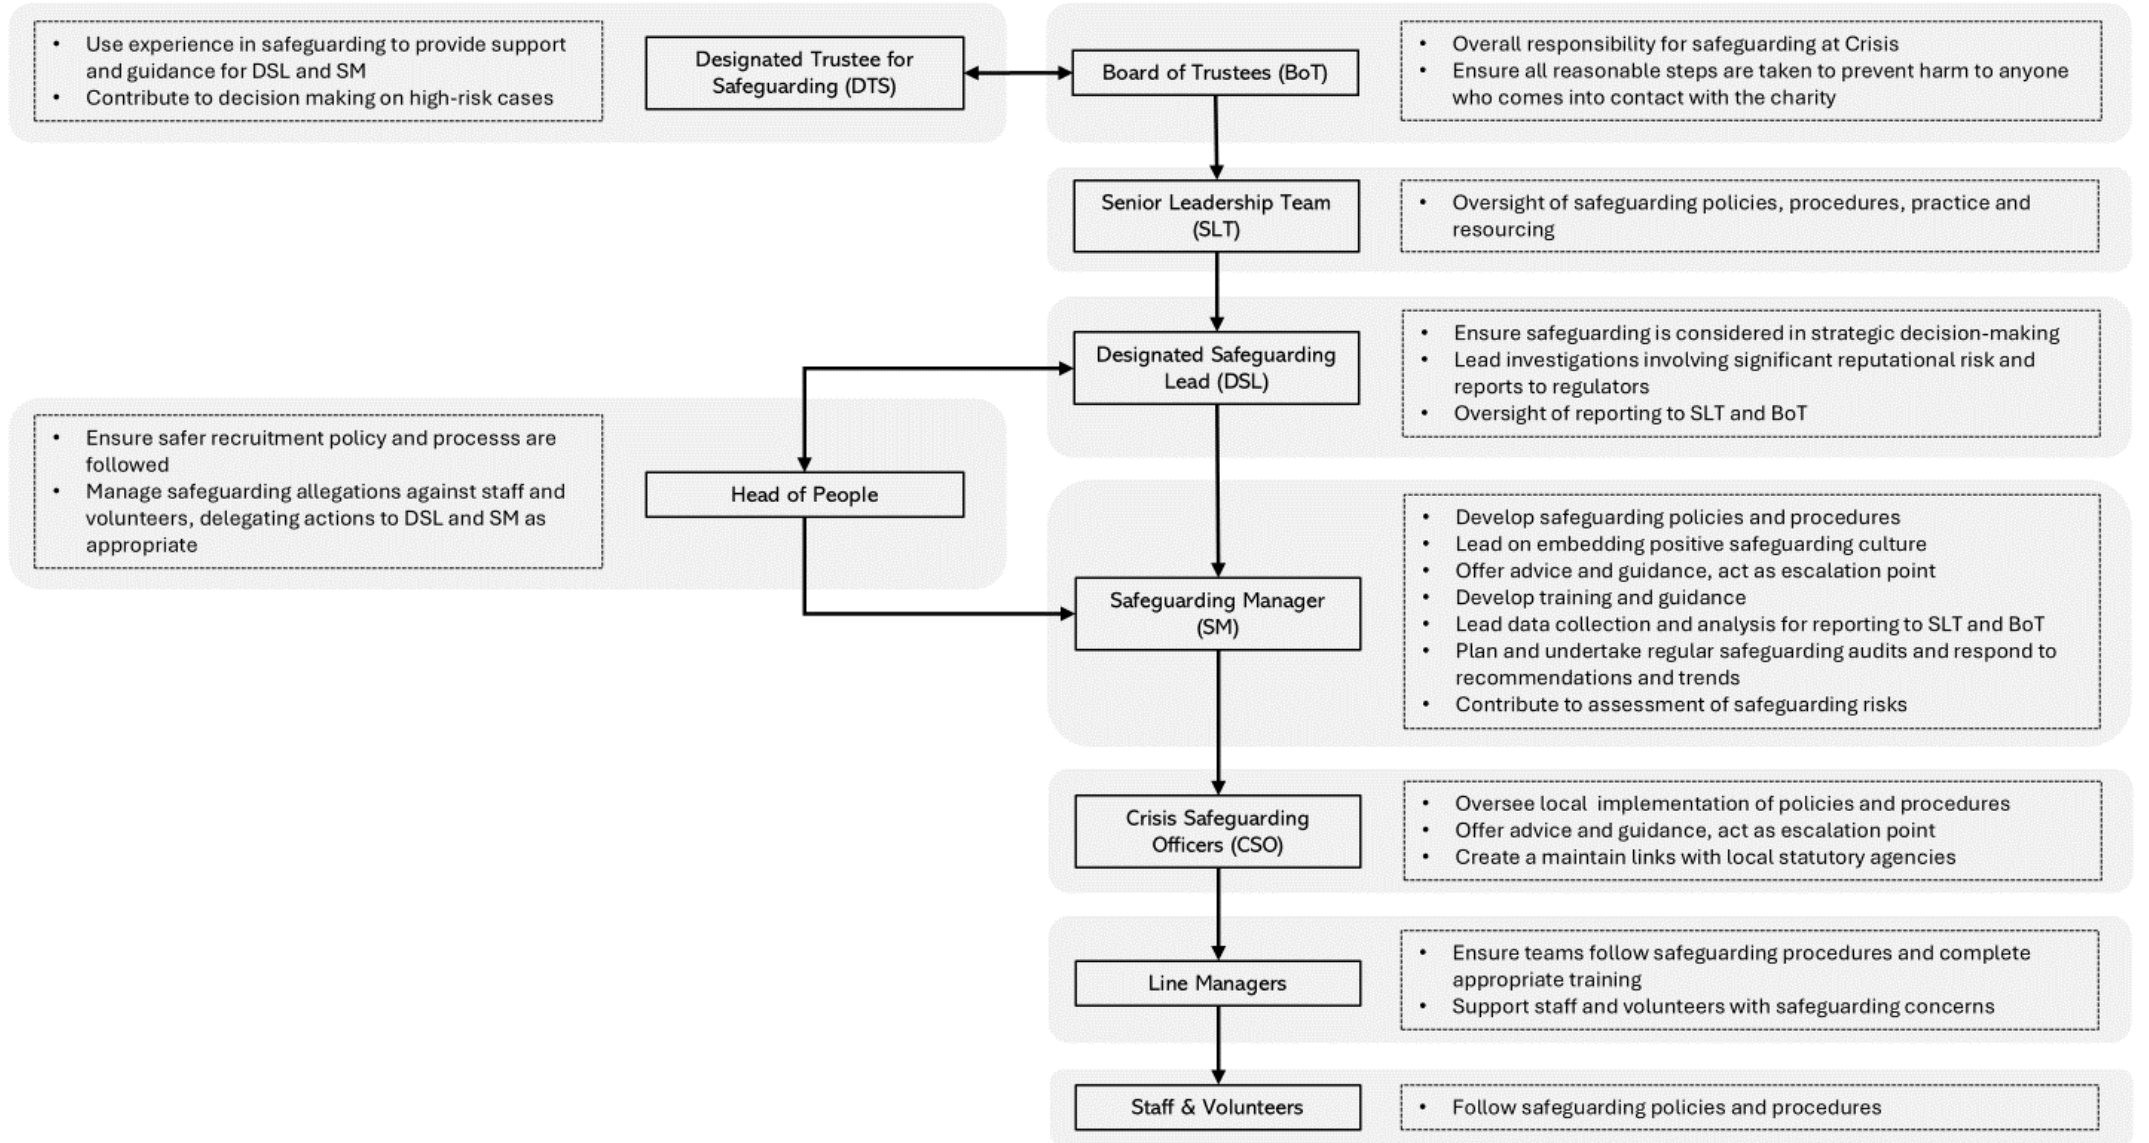 • Use experience in safeguarding to provide support
and guidance for DSL and SM
• Contribute to decision making on high-risk cases
Designated Trustee for
Safeguarding (DTS)
Board of Trustees (BoT)
• Overall responsibility for safeguarding at Crisis
• Ensure all reasonable steps are taken to prevent harm to anyone
who comes into contact with the charity
Senior Leadership Team
(SLT)
• Oversight of safeguarding policies, procedures, practice and
resourcing
Designated Safeguarding
Lead (DSL)
• Ensure safeguarding is considered in strategic decision-making
• Lead investigations involving significant reputational risk and
reports to regulators
• Oversight of reporting to SLT and BoT
• Ensure safer recruitment policy and processs are
followed
• Manage safeguarding allegations against staff and
volunteers, delegating actions to DSL and SM as
appropriate
Head of People
Safeguarding Manager
(SM)
• Develop safeguarding policies and procedures
• Lead on embedding positive safeguarding culture
• Offer advice and guidance, act as escalation point
• Develop training and guidance
• Lead data collection and analysis for reporting to SLT and BoT
• Plan and undertake regular safeguarding audits and respond to
recommendations and trends
• Contribute to assessment of safeguarding risks
Crisis Safeguarding
Officers (CSO)
• Oversee local implementation of policies and procedures
• Offer advice and guidance, act as escalation point
• Create a maintain links with local statutory agencies
Line Managers
• Ensure teams follow safeguarding procedures and complete
appropriate training
• Support staff and volunteers with safeguarding concerns
Staff & Volunteers
• Follow safeguarding policies and procedures